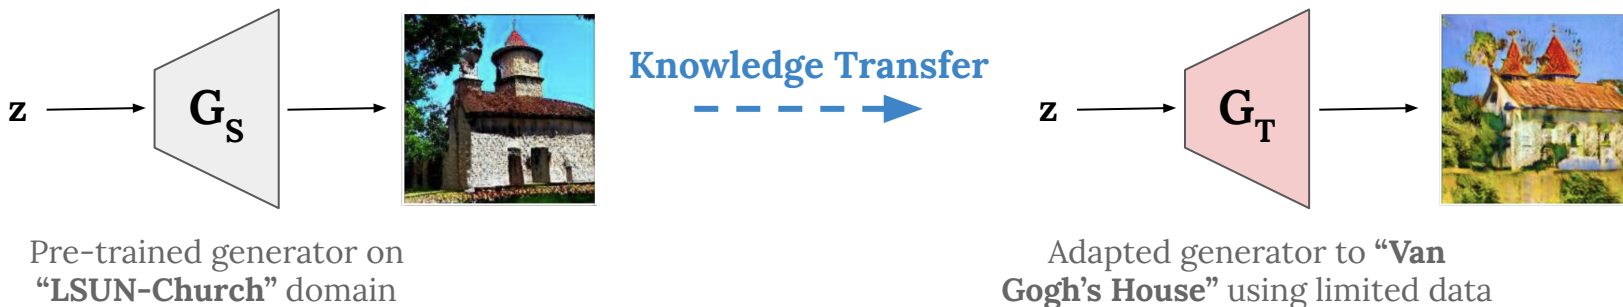 z
G_S
Knowledge Transfer
z
G_T
Pre-trained generator on
“LSUN-Church” domain
Adapted generator to “Van
Gogh’s House” using limited data